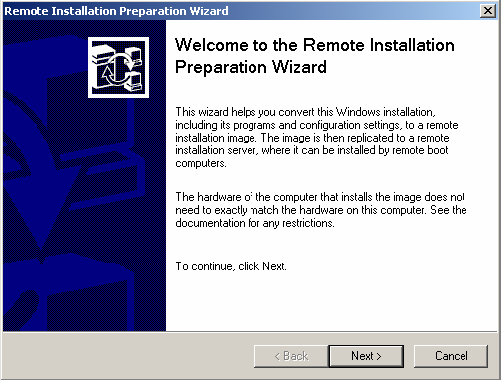 Remote Installation Preparation Wizard
Welcome to the Remote Installation
Preparation Wizard
This wizard helps you convert this Windows installation,
including its programs and configuration settings, to a remote
installation image. The image is then replicated to a remote
installation server, where it can be installed by remote boot
computers.
The hardware of the computer that installs the image does not
need to exactly match the hardware on this computer. See the
documentation for any restrictions.
To continue, click Next.
< Back
Next >
Cancel